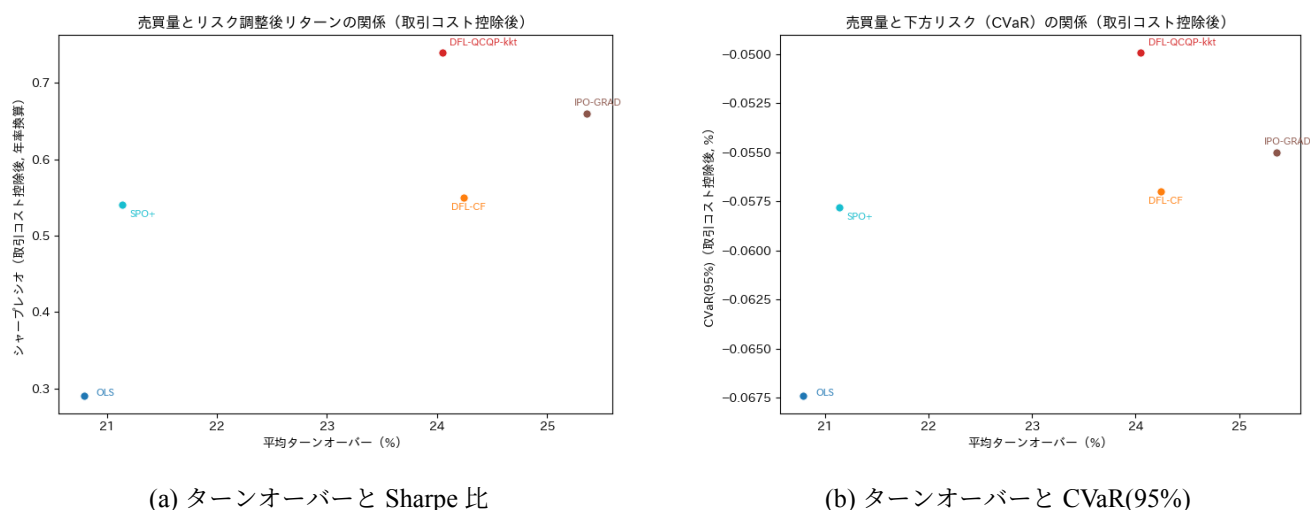 売買量とリスク調整後リターンの関係（取引コスト控除後）
シャープレシオ（取引コスト控除後, 年率換算）
0.7
0.6
0.5
0.4
0.3
DFL-QCQP-kkt
IPO-GRAD
SPO+
DFL-CF
OLS
21
22
23
24
25
平均ターンオーバー（%）
(a) ターンオーバーと Sharpe 比
売買量と下方リスク（CVaR）の関係（取引コスト控除後）
CVaR(95%)（取引コスト控除後, %）
−0.0500
−0.0525
−0.0550
−0.0575
−0.0600
−0.0625
−0.0650
−0.0675
DFL-QCQP-kkt
IPO-GRAD
DFL-CF
SPO+
OLS
21
22
23
24
25
平均ターンオーバー（%）
(b) ターンオーバーと CVaR(95%)